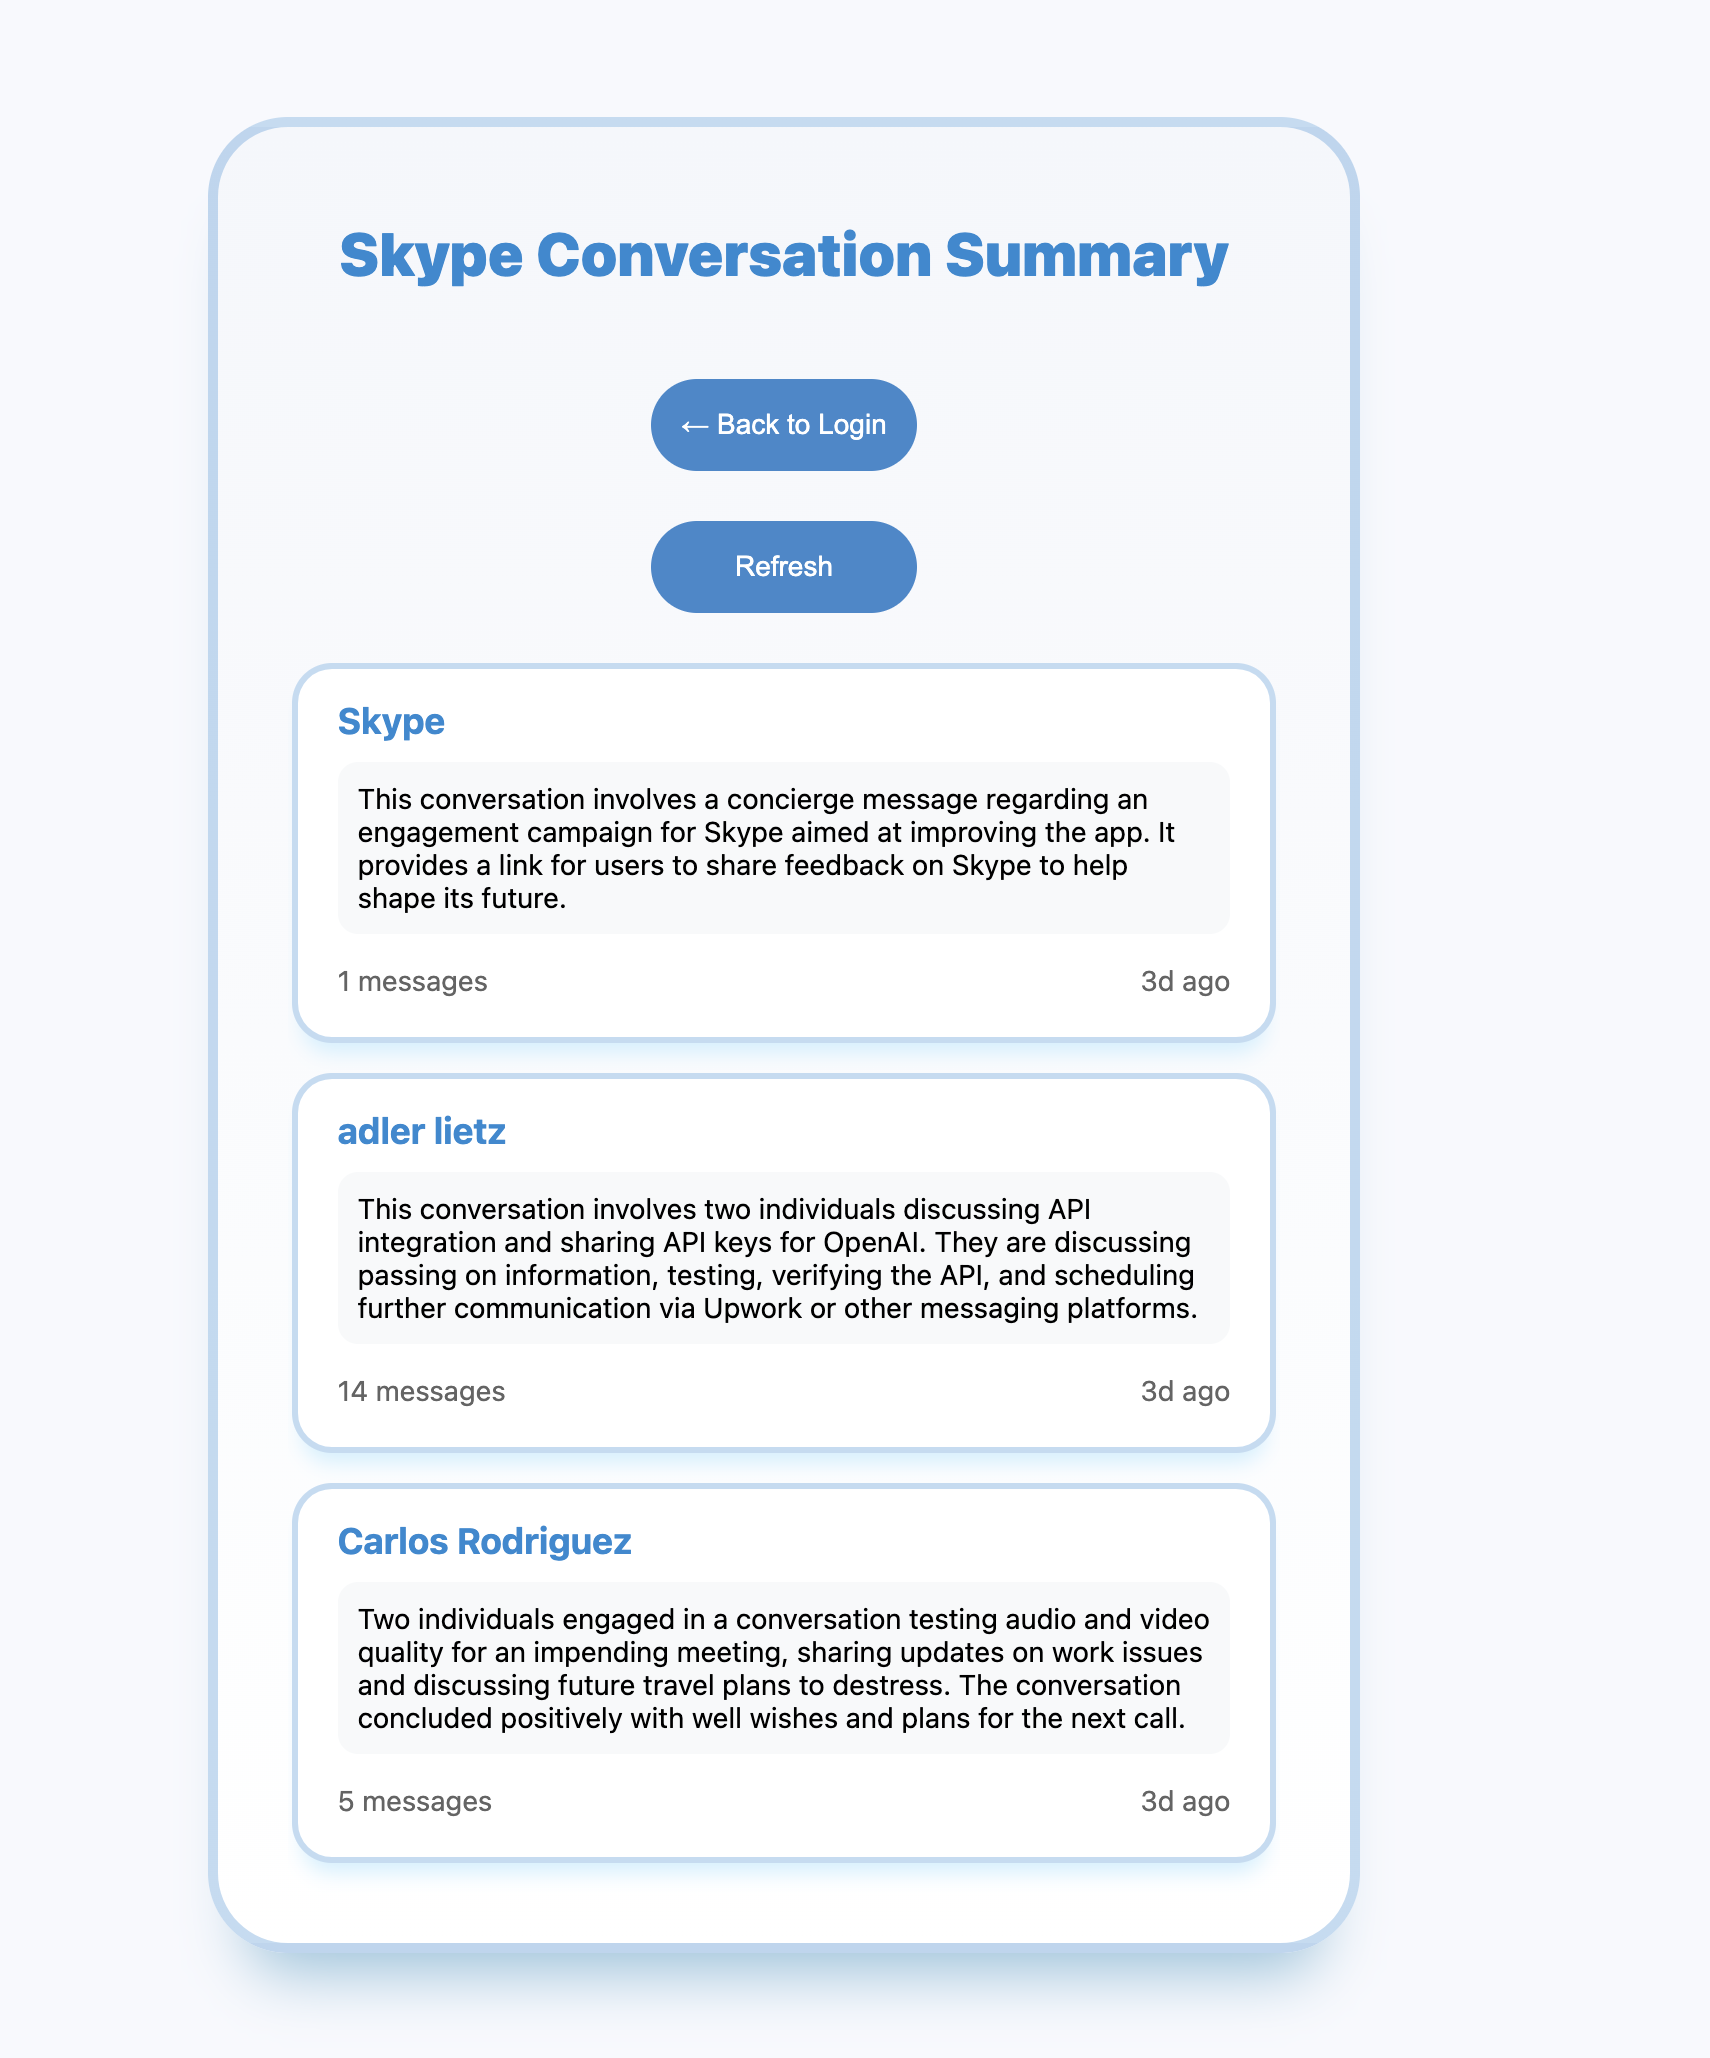 Skype Conversation Summary
← Back to Login
Refresh
Skype
This conversation involves a concierge message regarding an
engagement campaign for Skype aimed at improving the app. It
provides a link for users to share feedback on Skype to help
shape its future.
1 messages 3d ago
adler lietz
This conversation involves two individuals discussing API
integration and sharing API keys for OpenAI. They are discussing
passing on information, testing, verifying the API, and scheduling
further communication via Upwork or other messaging platforms.
14 messages 3d ago
Carlos Rodriguez
Two individuals engaged in a conversation testing audio and video
quality for an impending meeting, sharing updates on work issues
and discussing future travel plans to destress. The conversation
concluded positively with well wishes and plans for the next call.
5 messages 3d ago